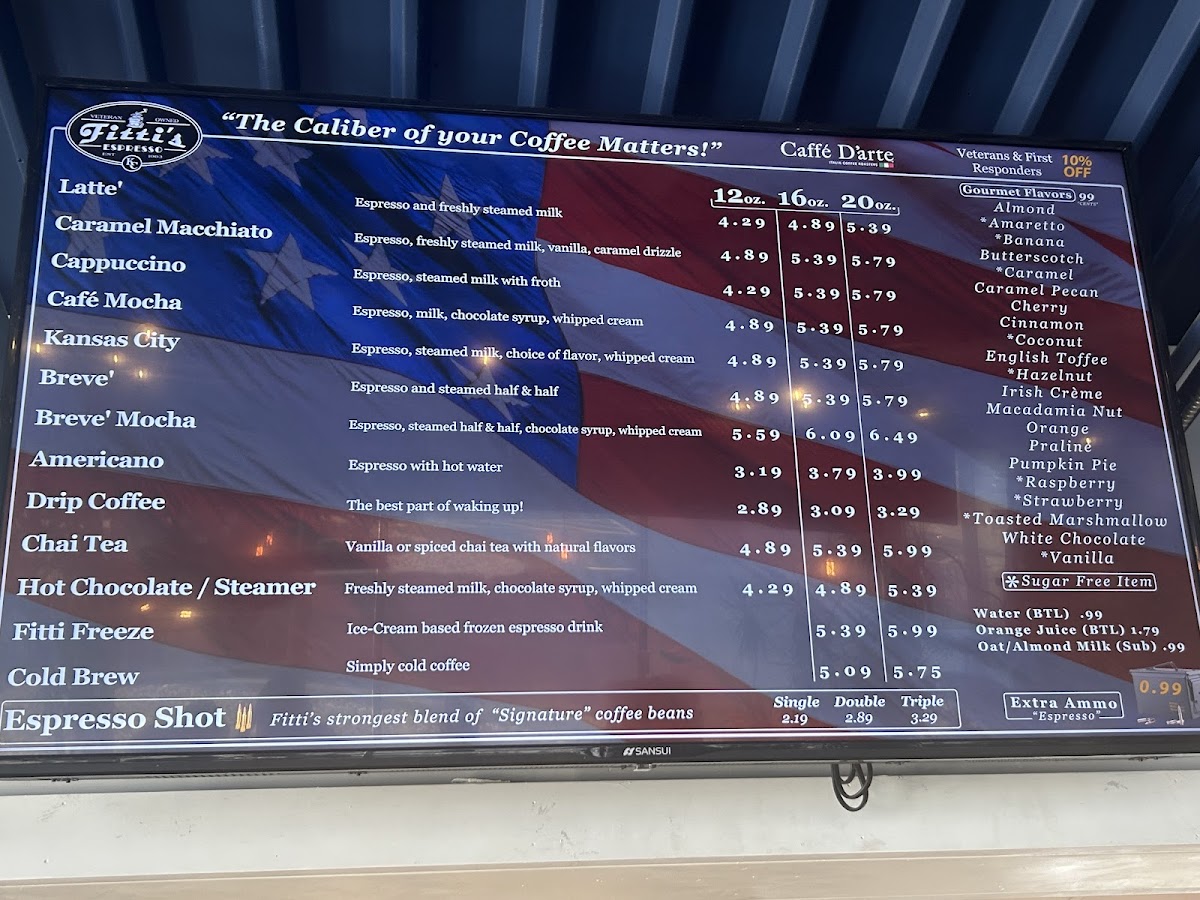 VETERAN OWNED
Fitti's
ESPRESSO
KC
"The Caliber of your Coffee Matters!"
Caffé D'arte
ITALIC COFFEE ROASTERS
Veterans & First
Responders
10%
OFF
12oz. 16oz. 20oz.
Latte' Espresso and freshly steamed milk 4.29 4.89 5.39
Caramel Macchiato Espresso, freshly steamed milk, vanilla, caramel drizzle 4.89 5.39 5.79
Cappuccino Espresso, steamed milk with froth 4.29 5.39 5.79
Café Mocha Espresso, milk, chocolate syrup, whipped cream 4.89 5.39 5.79
Kansas City Espresso, steamed milk, choice of flavor, whipped cream 4.89 5.39 5.79
Breve' Espresso and steamed half & half 4.89 5.39 5.79
Breve' Mocha Espresso, steamed half & half, chocolate syrup, whipped cream 5.59 6.09 6.49
Americano Espresso with hot water 3.19 3.79 3.99
Drip Coffee The best part of waking up! 2.89 3.09 3.29
Chai Tea Vanilla or spiced chai tea with natural flavors 4.89 5.39 5.99
Hot Chocolate / Steamer Freshly steamed milk, chocolate syrup, whipped cream 4.29 4.89 5.39
Fitti Freeze Ice-Cream based frozen espresso drink 5.39 5.99
Cold Brew Simply cold coffee 5.09 5.75
Single Double Triple
Espresso Shot Fitti's strongest blend of "Signature" coffee beans 2.19 2.89 3.29
Gourmet Flavors 99
"CENTS"
Almond
*Amaretto
*Banana
Butterscotch
*Caramel
Caramel Pecan
Cherry
Cinnamon
*Coconut
English Toffee
*Hazelnut
Irish Crème
Macadamia Nut
Orange
Praline
Pumpkin Pie
*Raspberry
*Strawberry
*Toasted Marshmallow
White Chocolate
*Vanilla
*Sugar Free Item
Water (BTL) .99
Orange Juice (BTL) 1.79
Oat/Almond Milk (Sub) .99
Extra Ammo 0.99
"Espresso"
SANSUI